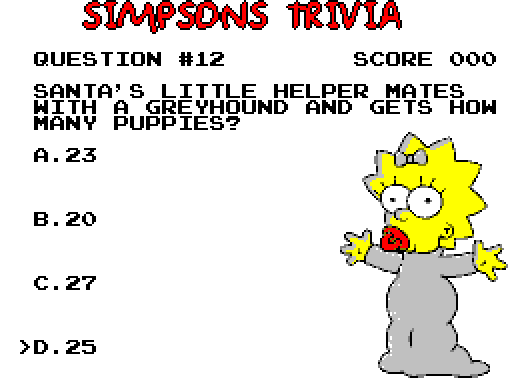 SIMPSONS TRIVIA
QUESTION #12 SCORE 000
SANTA'S LITTLE HELPER MATES
WITH A GREYHOUND AND GETS HOW
MANY PUPPIES?
A.23
B.20
C.27
>D.25